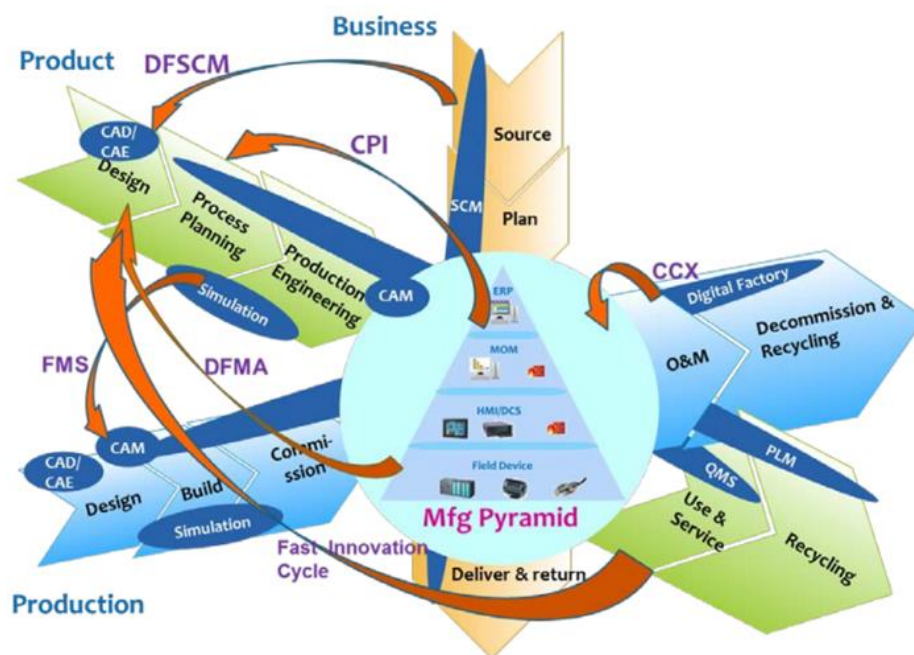 Business
Product
DFSCM
CAD/
CAE
Design
CPI
Source
SCM
Plan
Process
Planning
Production
Engineering
Simulation
CAM
ERP
CCX
Digital Factory
O&M
Decommission &
Recycling
MOM
FMS
DFMA
HMI/DCS
CAM
Commi-
ssion
CAD/
CAE
Design
Build
Simulation
Field Device
Mfg Pyramid
PLM
QMS
Use &
Service
Recycling
Fast Innovation
Cycle
Deliver & return
Production